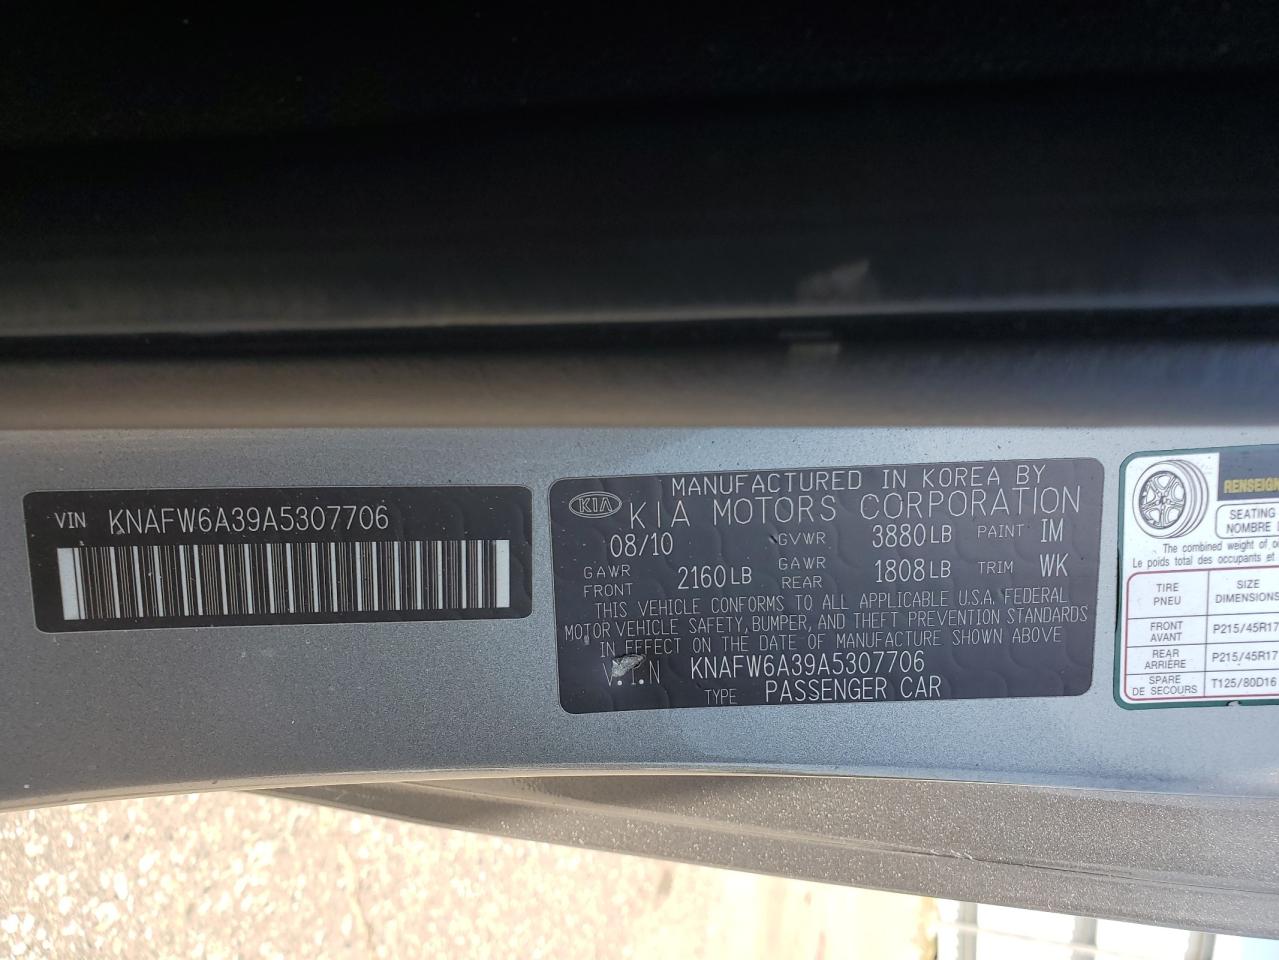 VIN KNAFW6A39A5307706
KIA
MANUFACTURED IN KOREA BY
KIA MOTORS CORPORATION
08/10 GVWR 3880LB PAINT IM
GAWR FRONT 2160LB GAWR REAR 1808LB TRIM WK
THIS VEHICLE CONFORMS TO ALL APPLICABLE U.S.A. FEDERAL
MOTOR VEHICLE SAFETY, BUMPER, AND THEFT PREVENTION STANDARDS
IN EFFECT ON THE DATE OF MANUFACTURE SHOWN ABOVE
V.I.N KNAFW6A39A5307706
TYPE PASSENGER CAR
SEATING
NOMBRE
The combined weight of
Le poids total des occupants et
TIRE SIZE
PNEU DIMENSIONS
FRONT
AVANT P215/45R17
REAR
ARRIÈRE P215/45R17
SPARE
DE SECOURS T125/80D16